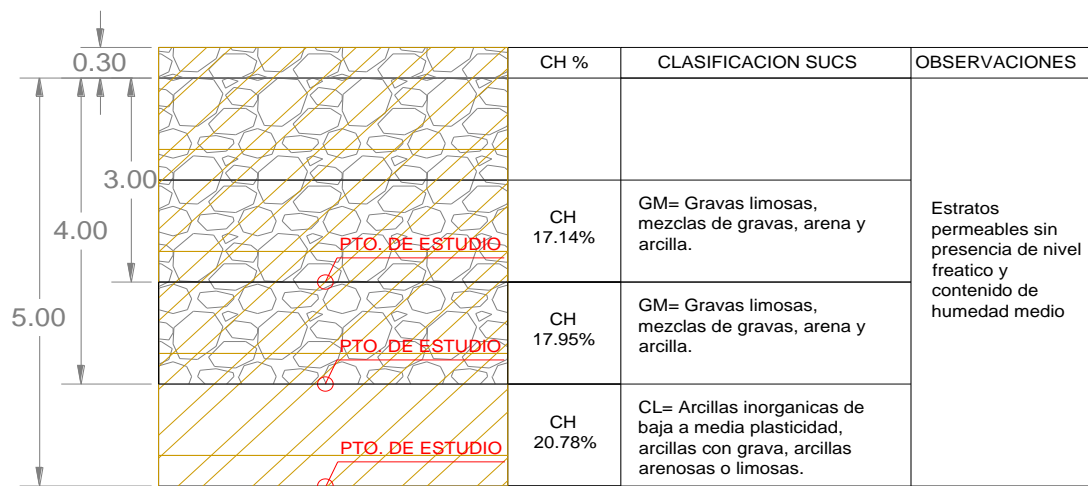 0.30
3.00
4.00
5.00
PTO. DE ESTUDIO
PTO. DE ESTUDIO
PTO. DE ESTUDIO
CH %
CLASIFICACION SUCS
OBSERVACIONES
CH
17.14%
GM= Gravas limosas,
mezclas de gravas, arena y
arcilla.
CH
17.95%
GM= Gravas limosas,
mezclas de gravas, arena y
arcilla.
CH
20.78%
CL= Arcillas inorganicas de
baja a media plasticidad,
arcillas con grava, arcillas
arenosas o limosas.
Estratos
permeables sin
presencia de nivel
freatico y
contenido de
humedad medio